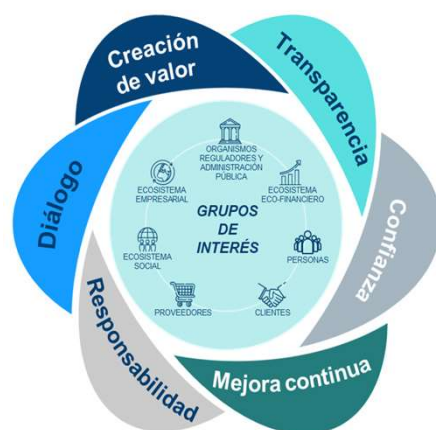 Creación
de valor
Transparencia
Confianza
Mejora continua
Responsabilidad
Diálogo
ORGANISMOS
REGULADORES Y
ADMINISTRACIÓN
PÚBLICA
ECOSISTEMA
ECO-FINANCIERO
PERSONAS
CLIENTES
PROVEEDORES
ECOSISTEMA
SOCIAL
ECOSISTEMA
EMPRESARIAL
GRUPOS
DE
INTERÉS